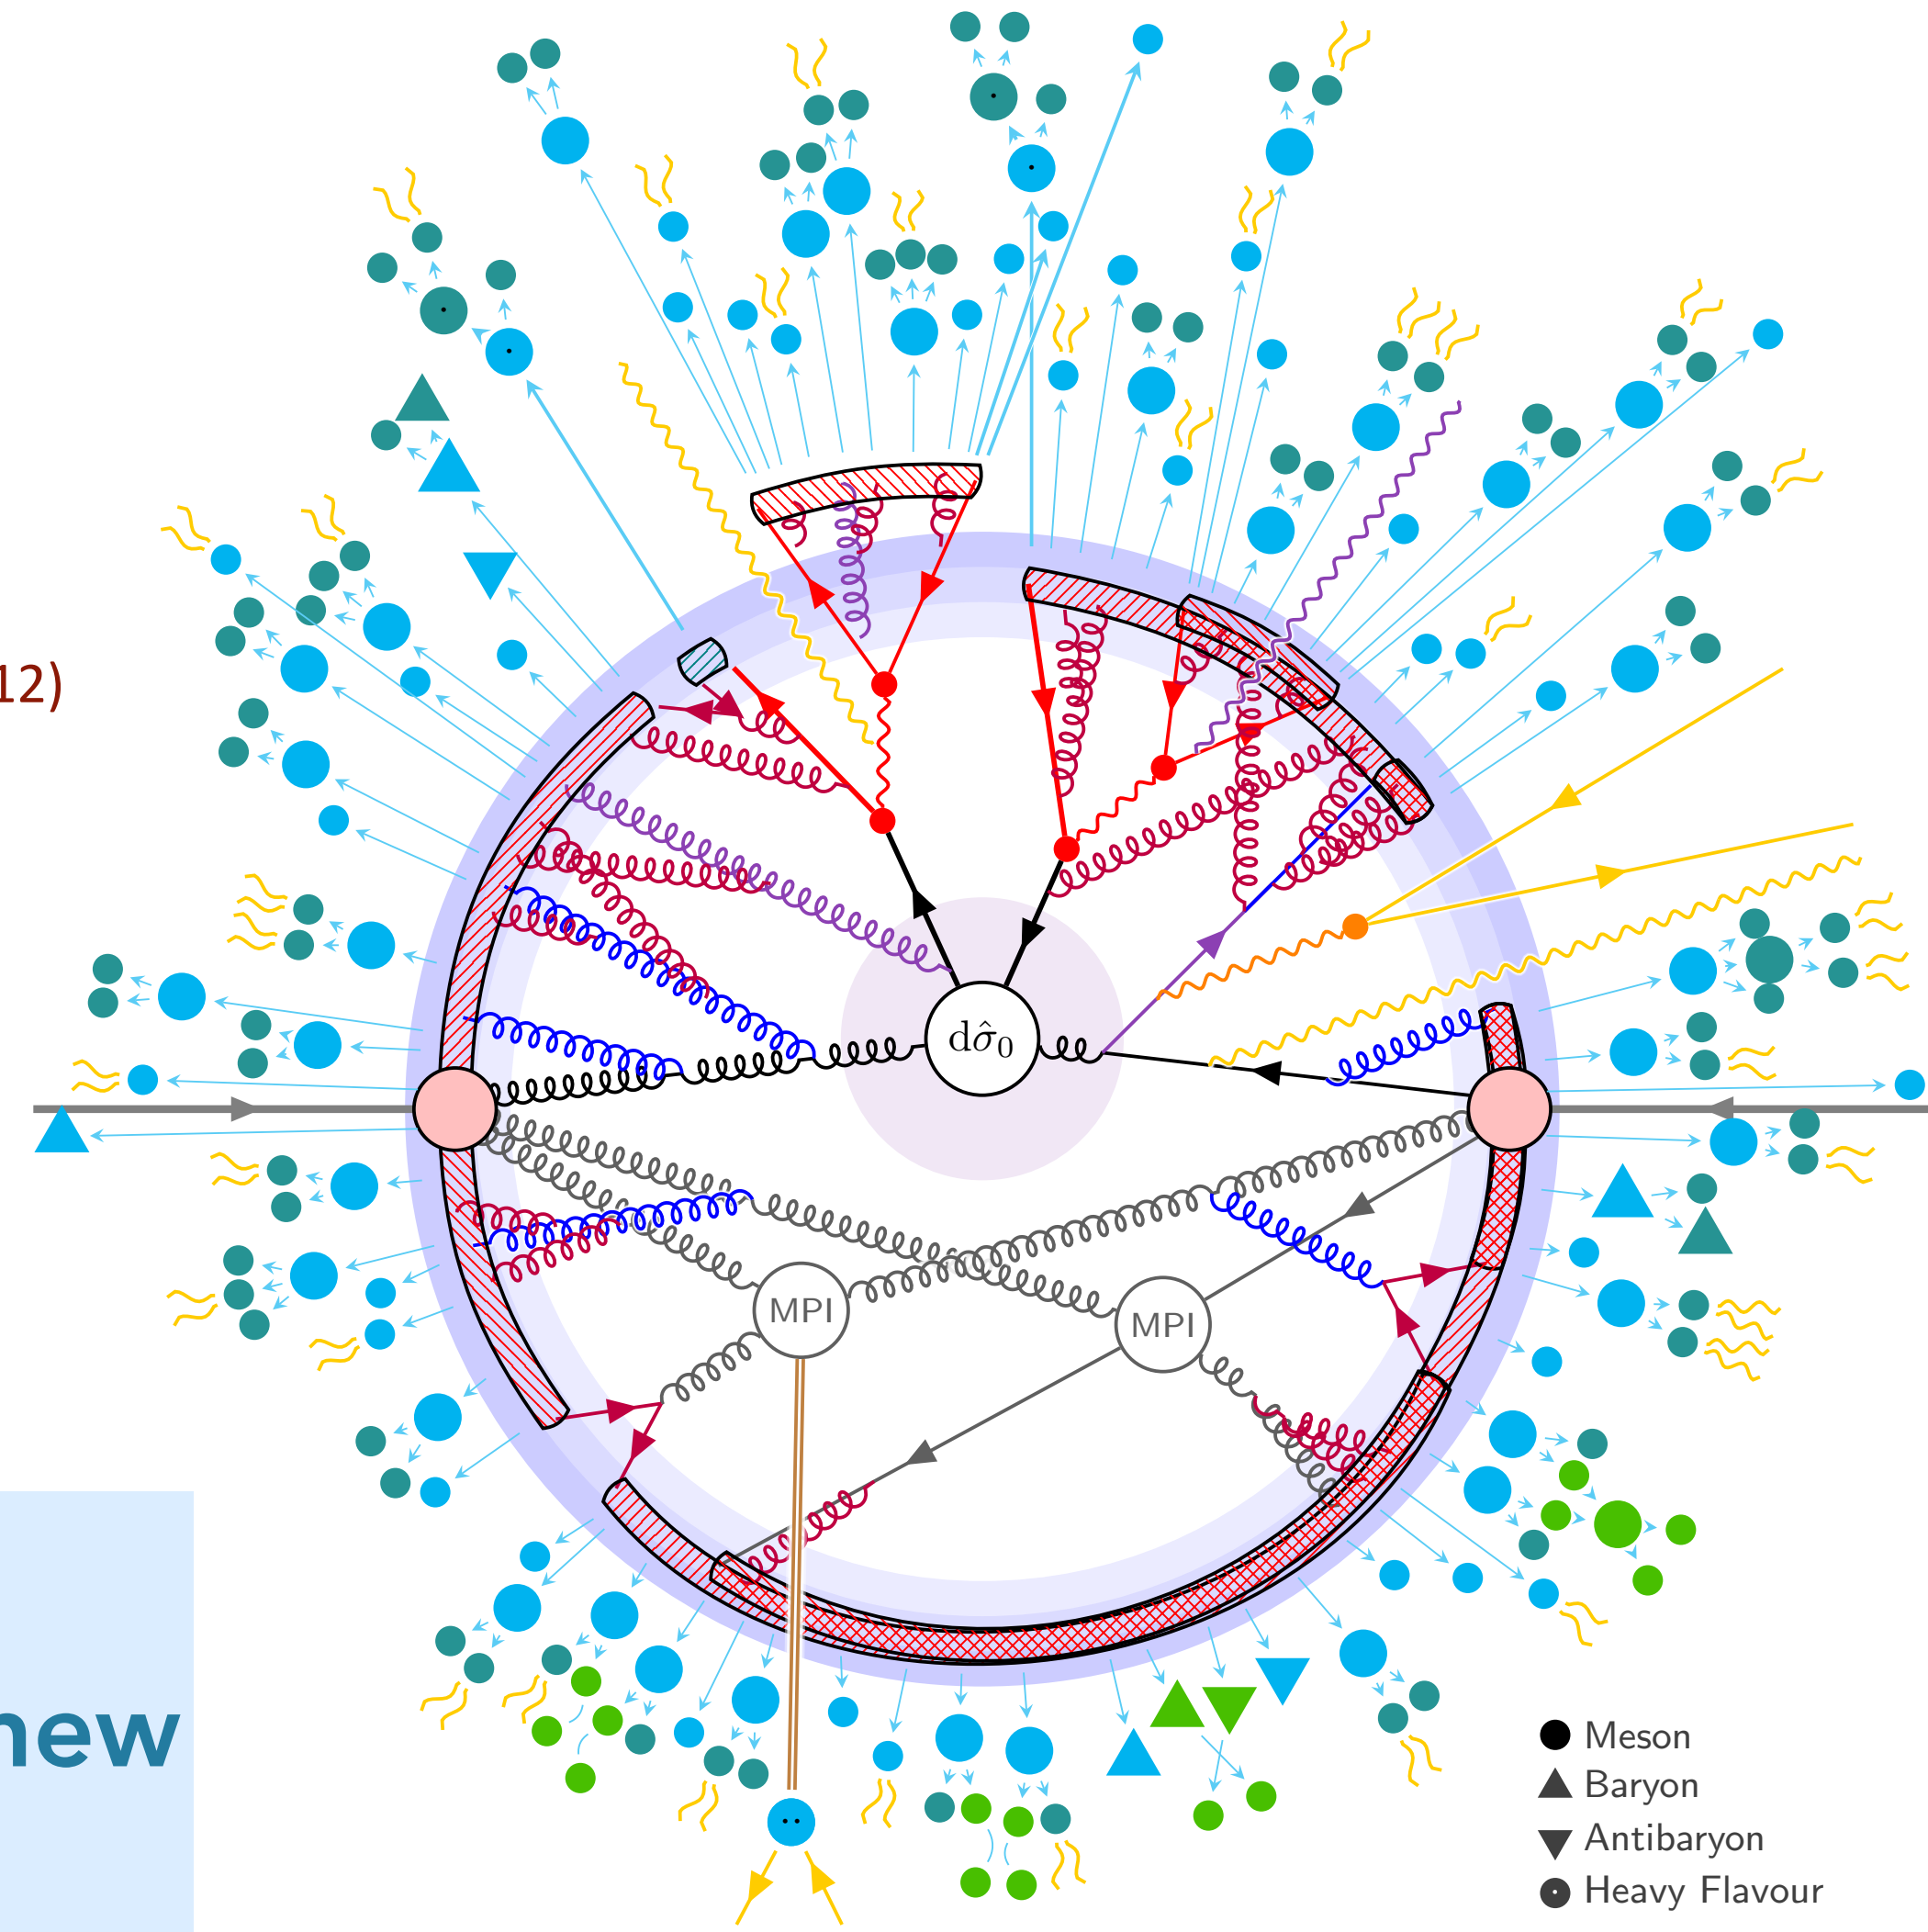 12)
dσ̂₀
MPI
MPI
new
Meson
Baryon
Antibaryon
Heavy Flavour